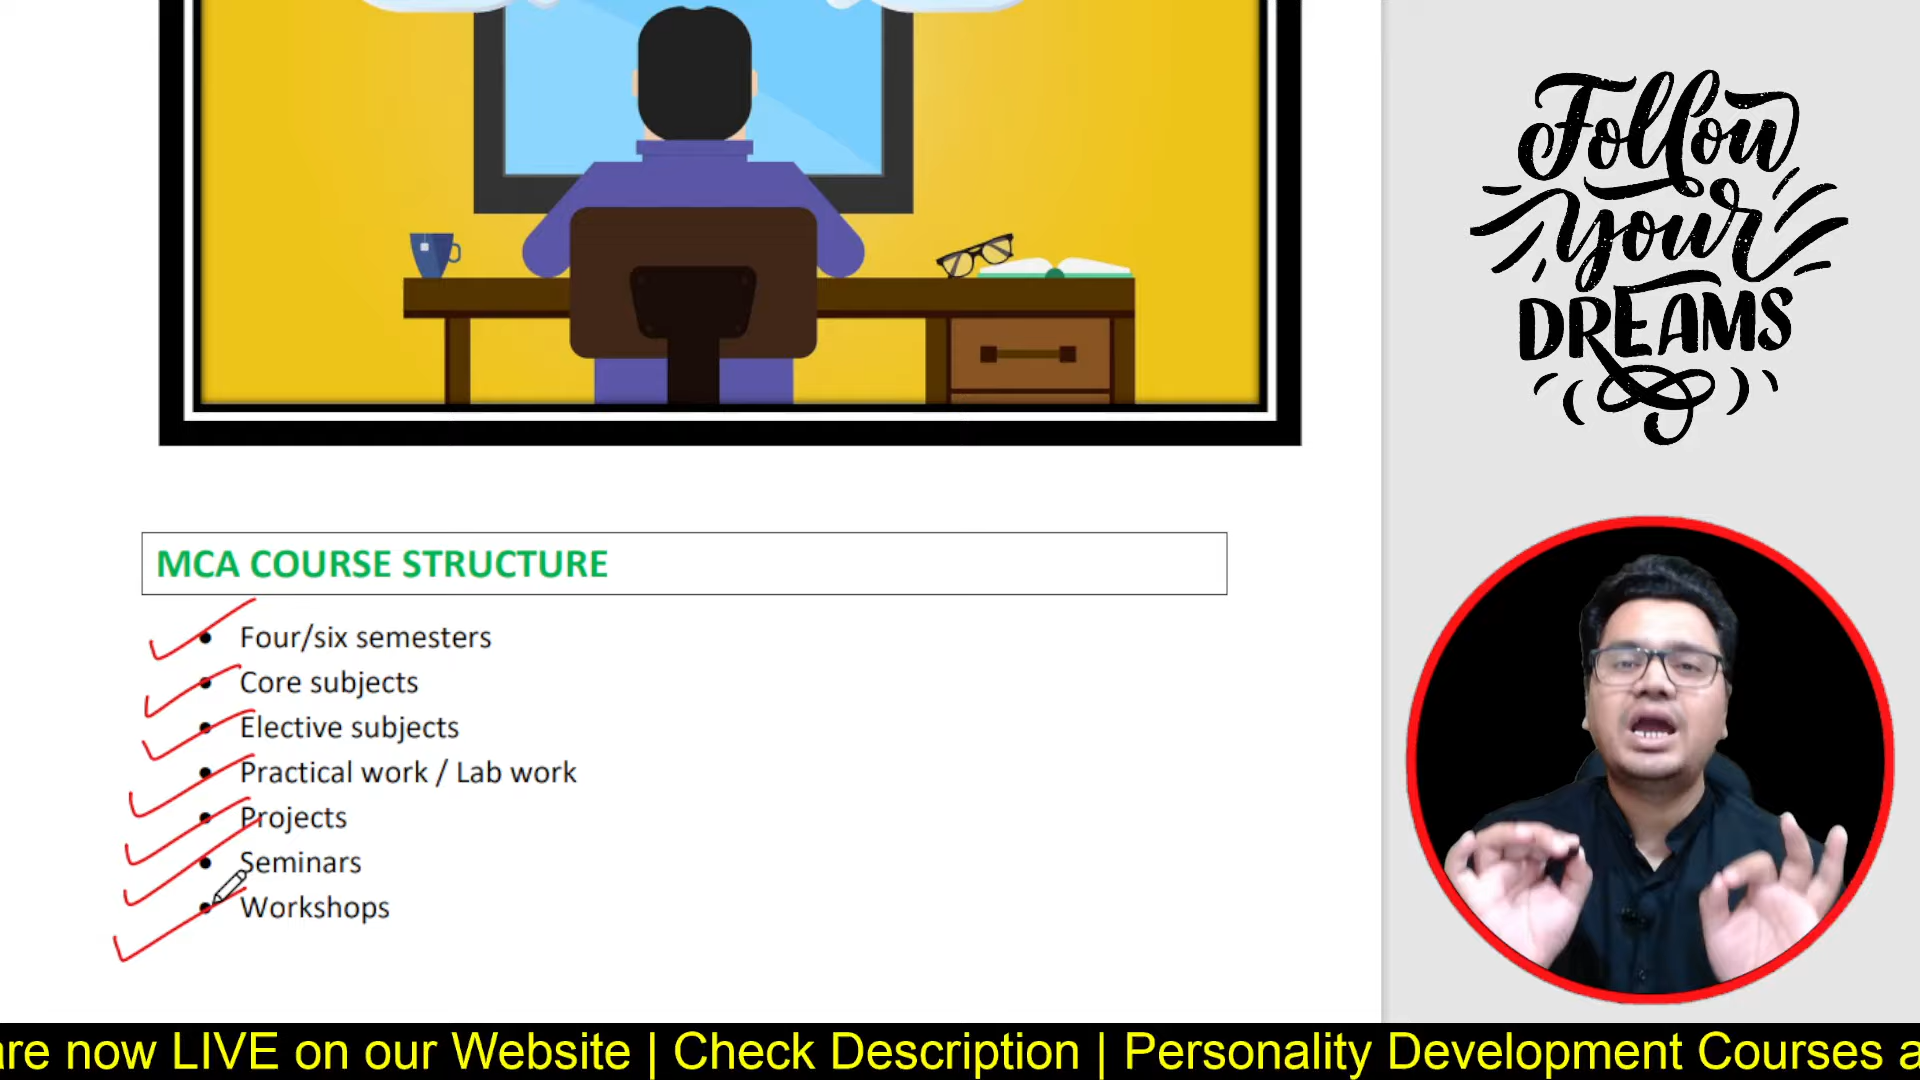 Follow
Your
DREAMS
MCA COURSE STRUCTURE
• Four/six semesters
• Core subjects
• Elective subjects
• Practical work / Lab work
• Projects
• Seminars
• Workshops
are now LIVE on our Website | Check Description | Personality Development Courses a